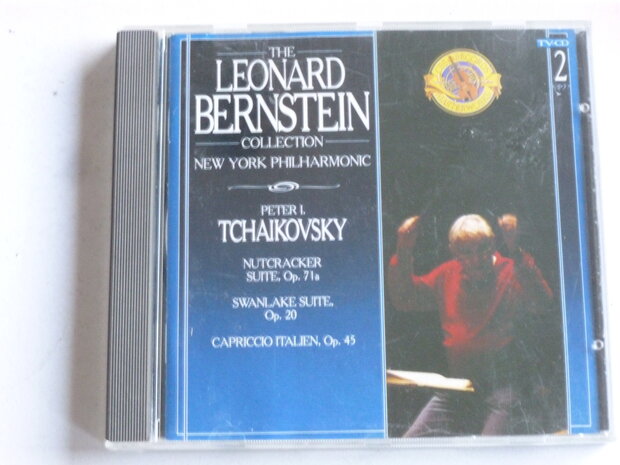 THE
LEONARD
BERNSTEIN
COLLECTION
NEW YORK PHILHARMONIC
PETER I.
TCHAIKOVSKY
NUTCRACKER
SUITE, Op. 71a
SWANLAKE SUITE,
Op. 20
CAPRICCIO ITALIEN, Op. 45
TV-CD
2